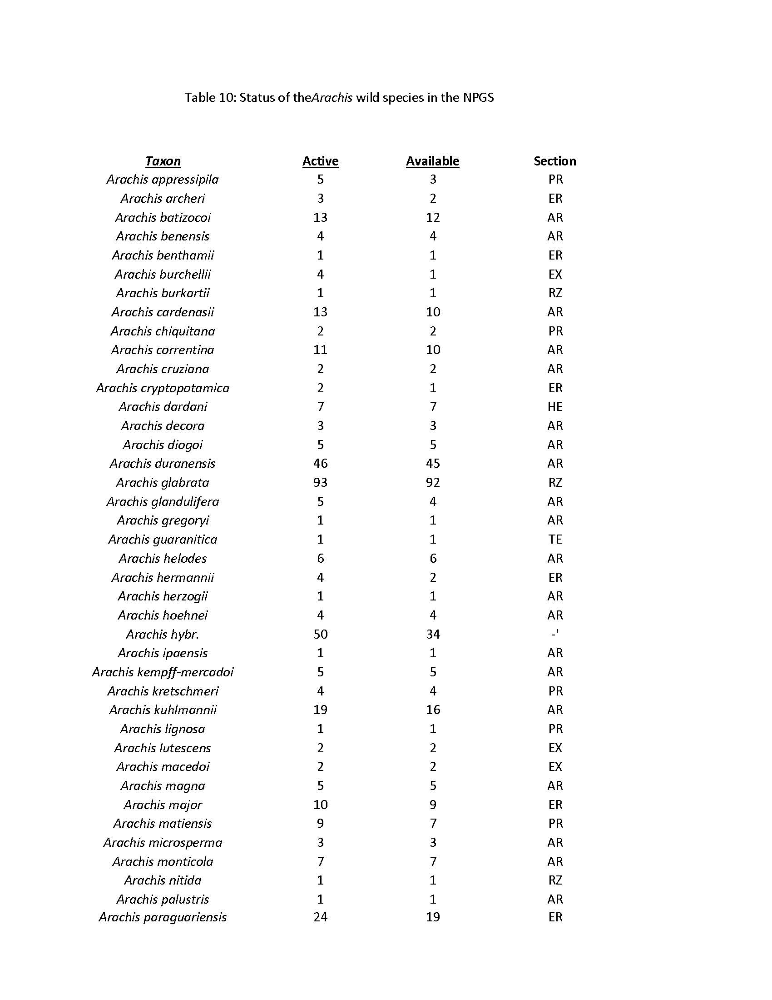 Table 10: Status of theArachis wild species in the NPGS
Taxon Active Available Section
Arachis appressipila 5 3 PR
Arachis archeri 3 2 ER
Arachis batizocoi 13 12 AR
Arachis benensis 4 4 AR
Arachis benthamii 1 1 ER
Arachis burchellii 4 1 EX
Arachis burkartii 1 1 RZ
Arachis cardenasii 13 10 AR
Arachis chiquitana 2 2 PR
Arachis correntina 11 10 AR
Arachis cruziana 2 2 AR
Arachis cryptopotamica 2 1 ER
Arachis dardani 7 7 HE
Arachis decora 3 3 AR
Arachis diogoi 5 5 AR
Arachis duranensis 46 45 AR
Arachis glabrata 93 92 RZ
Arachis glandulifera 5 4 AR
Arachis gregoryi 1 1 AR
Arachis guaranitica 1 1 TE
Arachis helodes 6 6 AR
Arachis hermannii 4 2 ER
Arachis herzogii 1 1 AR
Arachis hoehnei 4 4 AR
Arachis hybr. 50 34 -'
Arachis ipaensis 1 1 AR
Arachis kempff-mercadoi 5 5 AR
Arachis kretschmeri 4 4 PR
Arachis kuhlmannii 19 16 AR
Arachis lignosa 1 1 PR
Arachis lutescens 2 2 EX
Arachis macedoi 2 2 EX
Arachis magna 5 5 AR
Arachis major 10 9 ER
Arachis matiensis 9 7 PR
Arachis microsperma 3 3 AR
Arachis monticola 7 7 AR
Arachis nitida 1 1 RZ
Arachis palustris 1 1 AR
Arachis paraguariensis 24 19 ER